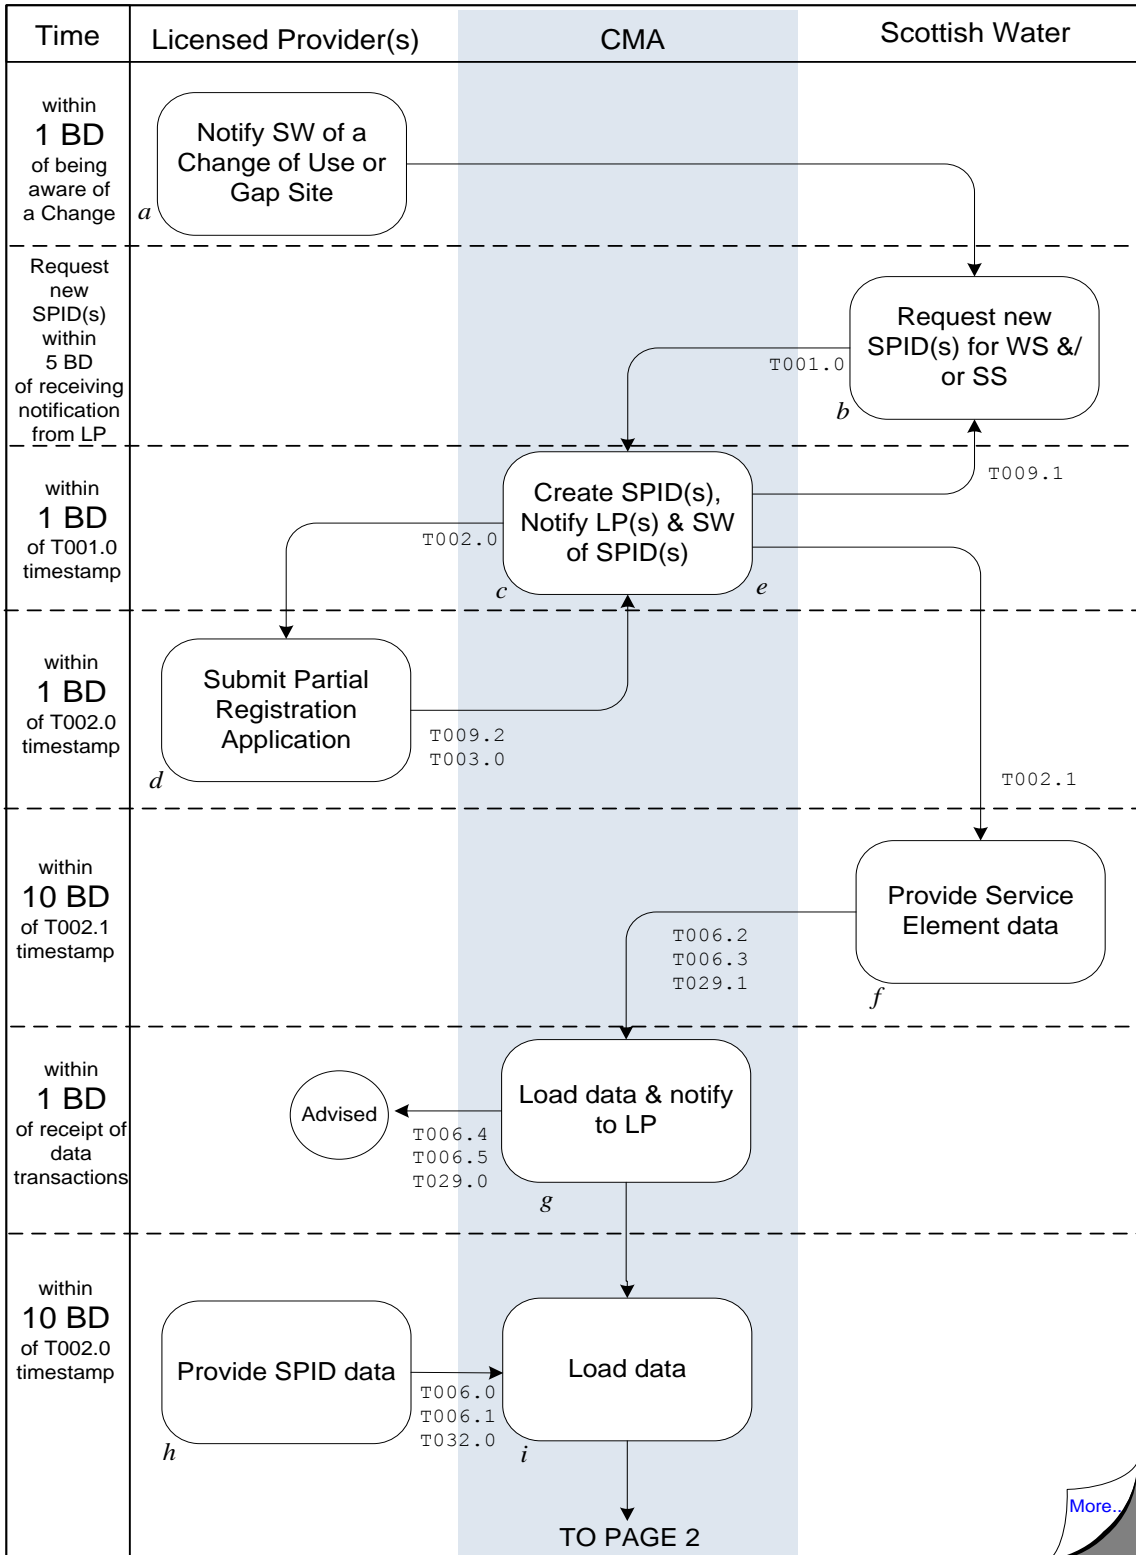 Time
Licensed Provider(s)
CMA
Scottish Water
within
1 BD
of being
aware of
a Change
Notify SW of a
Change of Use or
Gap Site
a
Request
new
SPID(s)
within
5 BD
of receiving
notification
from LP
Request new
SPID(s) for WS &/
or SS
T001.0
b
within
1 BD
of T001.0
timestamp
Create SPID(s),
Notify LP(s) & SW
of SPID(s)
T009.1
T002.0
c
e
within
1 BD
of T002.0
timestamp
Submit Partial
Registration
Application
T009.2
T003.0
d
T002.1
within
10 BD
of T002.1
timestamp
Provide Service
Element data
T006.2
T006.3
T029.1
f
within
1 BD
of receipt of
data
transactions
Advised
Load data & notify
to LP
T006.4
T006.5
T029.0
g
within
10 BD
of T002.0
timestamp
Provide SPID data
Load data
T006.0
T006.1
T032.0
h
i
More..
TO PAGE 2